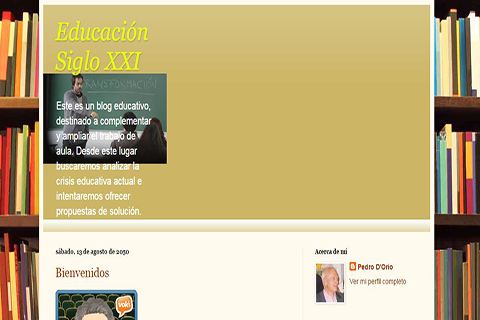 Educación
Siglo XXI
TRANSFORMACIÓN
Este es un blog educativo,
destinado a complementar
y ampliar el trabajo de
aula. Desde este lugar
buscaremos analizar la
crisis educativa actual e
intentaremos ofrecer
propuestas de solución.
sábado, 13 de agosto de 2050
Bienvenidos
Voki
Acerca de mí
Pedro D'Orio
Ver mi perfil completo